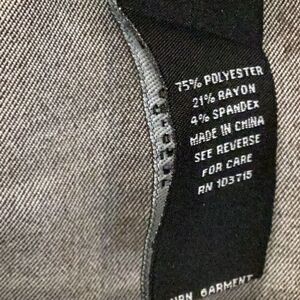 75% POLYESTER
21% RAYON
4% SPANDEX
MADE IN CHINA
SEE REVERSE
FOR CARE
RN 103715
GARMENT